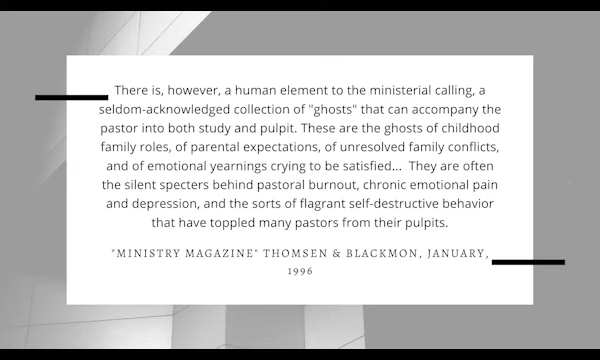 There is, however, a human element to the ministerial calling, a
seldom-acknowledged collection of "ghosts" that can accompany the
pastor into both study and pulpit. These are the ghosts of childhood
family roles, of parental expectations, of unresolved family conflicts,
and of emotional yearnings crying to be satisfied... They are often
the silent specters behind pastoral burnout, chronic emotional pain
and depression, and the sorts of flagrant self-destructive behavior
that have toppled many pastors from their pulpits.
"MINISTRY MAGAZINE" THOMSEN & BLACKMON, JANUARY,
1996